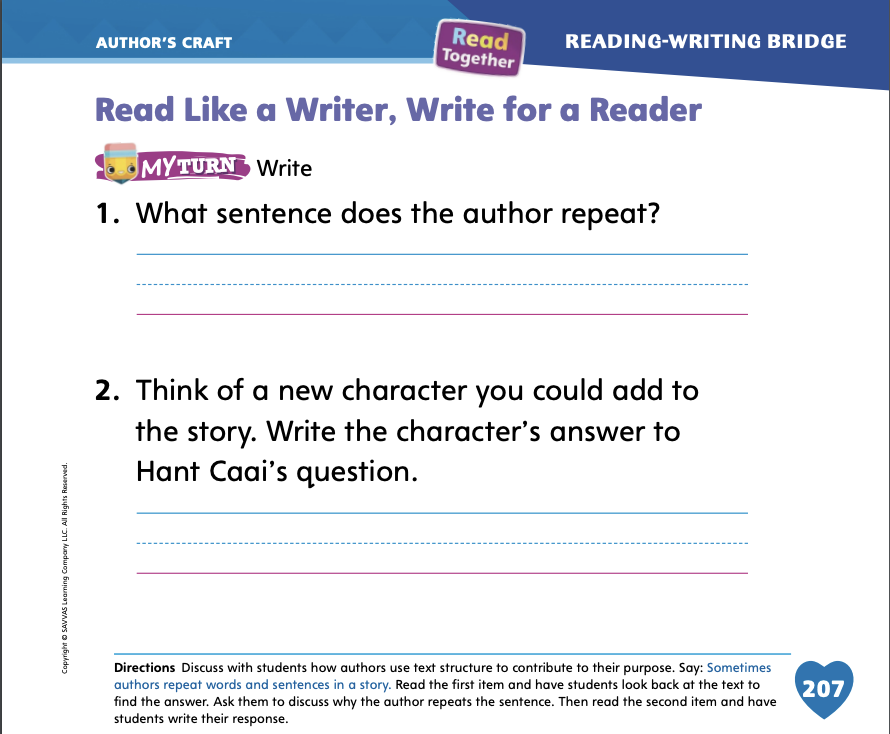 AUTHOR'S CRAFT
Read
Together
READING-WRITING BRIDGE
Read Like a Writer, Write for a Reader
MY TURN Write
1. What sentence does the author repeat?
2. Think of a new character you could add to
the story. Write the character's answer to
Hant Caai's question.
Copyright © SAVVAS Learning Company LLC. All Rights Reserved.
Directions Discuss with students how authors use text structure to contribute to their purpose. Say: Sometimes
authors repeat words and sentences in a story. Read the first item and have students look back at the text to
find the answer. Ask them to discuss why the author repeats the sentence. Then read the second item and have
students write their response.
207